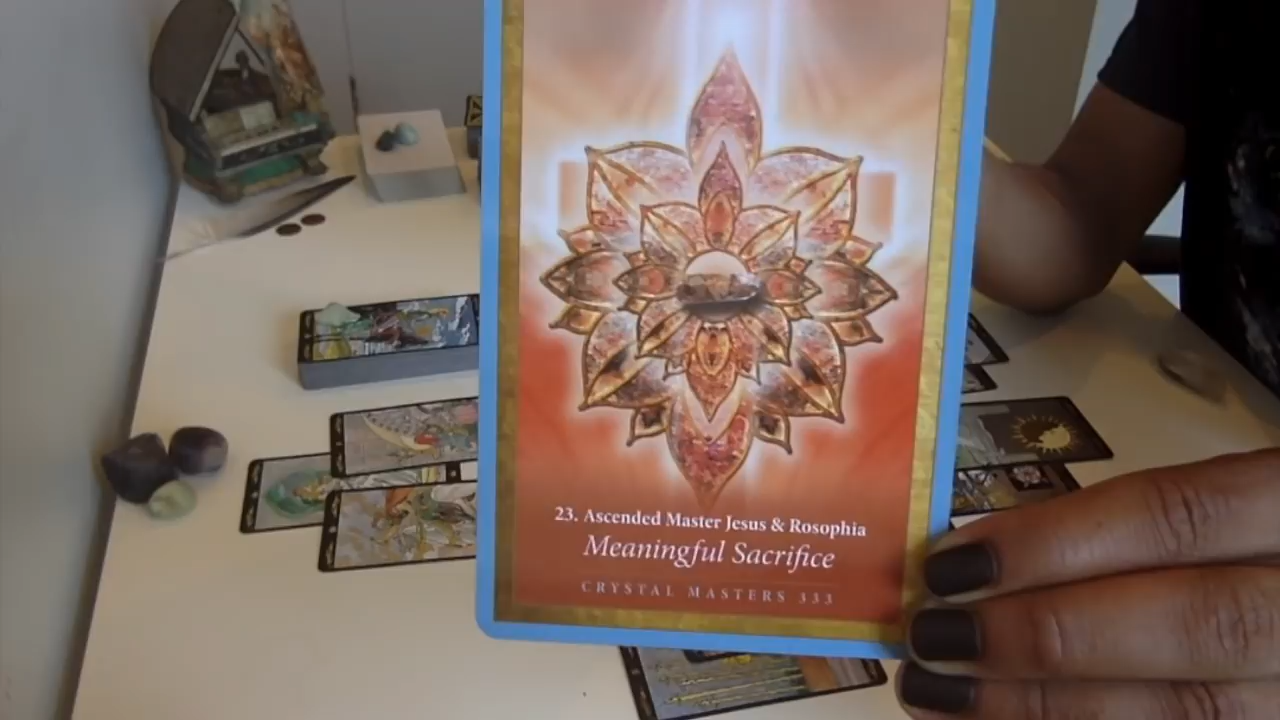 23. Ascended Master Jesus & Rosophia
Meaningful Sacrifice
CRYSTAL MASTERS 333